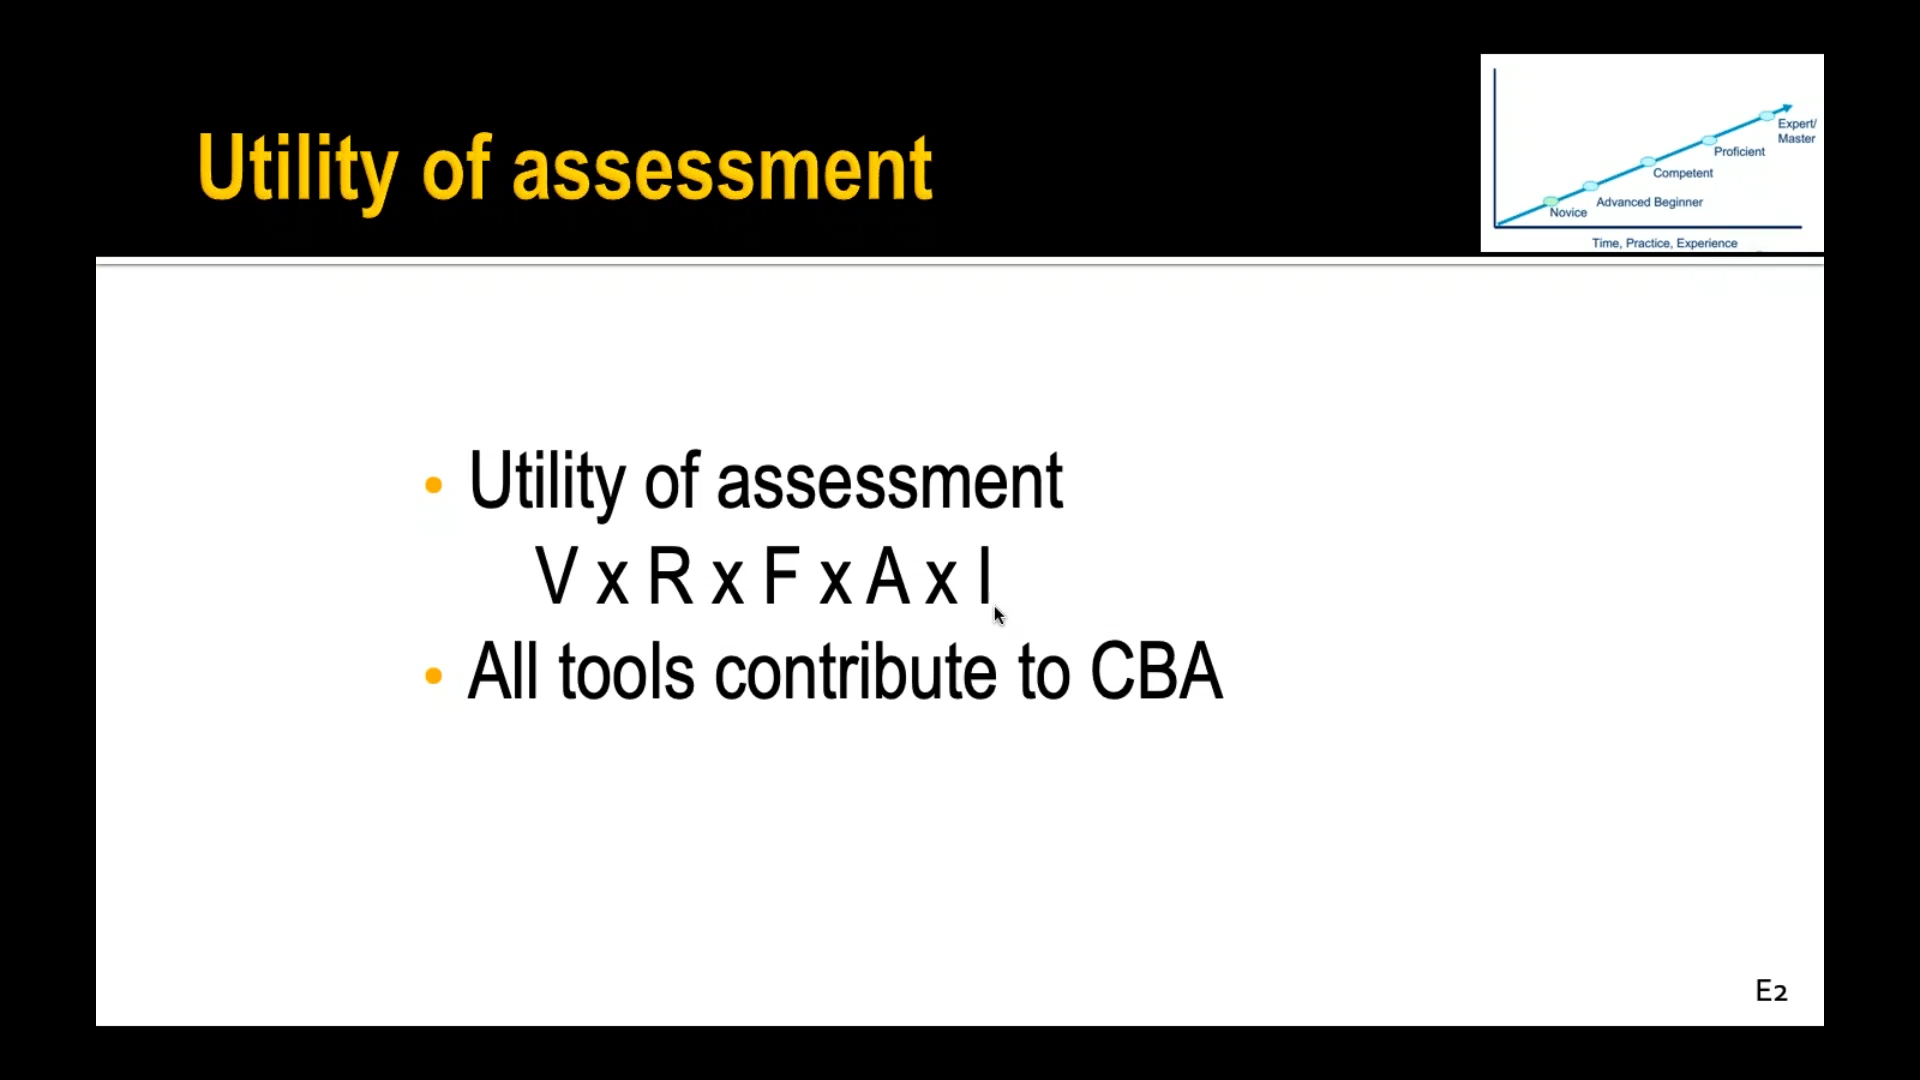 Utility of assessment
Expert/
Master
Proficient
Competent
Advanced Beginner
Novice
Time, Practice, Experience
• Utility of assessment
V x R x F x A x I
• All tools contribute to CBA
E2